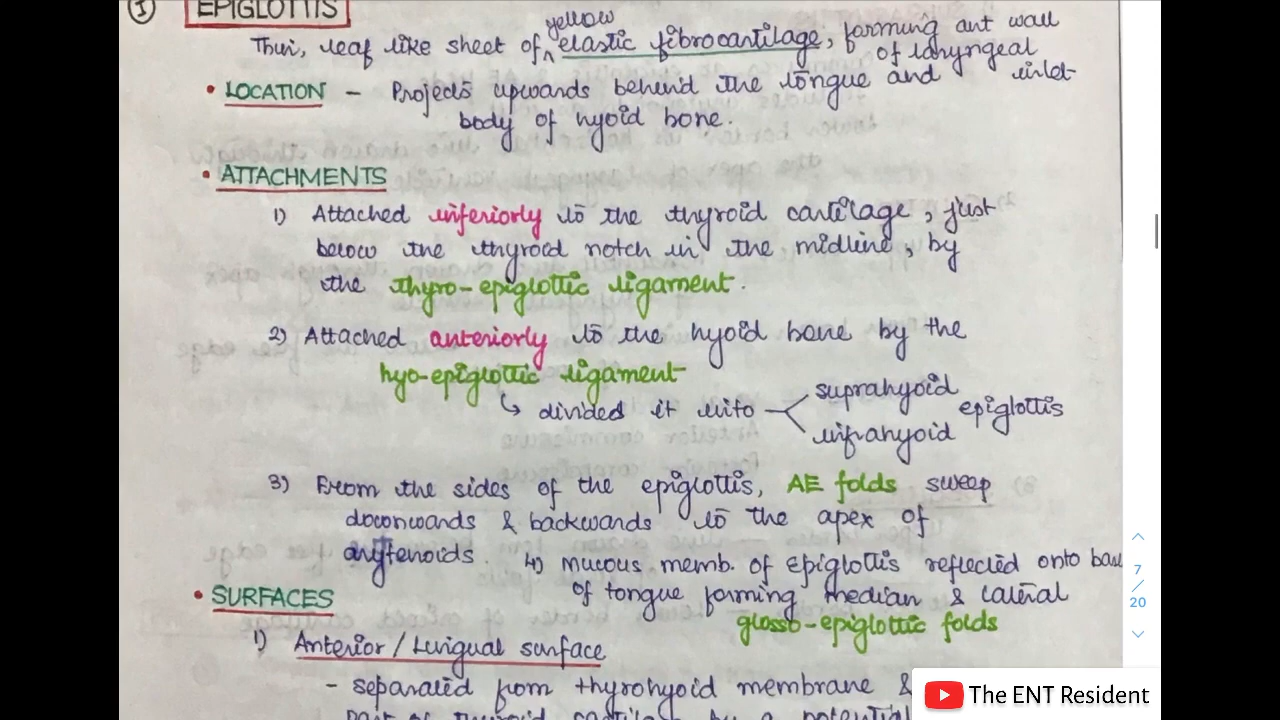 ① EPIGLOTTIS
Thin, leaf like sheet of yellow elastic fibrocartilage, forming ant wall
of laryngeal inlet
• LOCATION – Projects upwards behind the tongue and
body of hyoid bone.
• ATTACHMENTS
1) Attached inferiorly to the thyroid cartilage, just
below the thyroid notch in the midline, by
the thyro-epiglottic ligament.
2) Attached anteriorly to the hyoid bone by the
hyo-epiglottic ligament
↳ divided it into suprahyoid epiglottis
infrahyoid
3) From the sides of the epiglottis, AE folds sweep
downwards & backwards to the apex of
arytenoids.
4) Mucous memb. of Epiglottis reflected onto base
of tongue forming median & lateral
glosso-epiglottic folds
• SURFACES
1) Anterior / Lingual surface
- separated from thyrohyoid membrane &
7
/
20
The ENT Resident